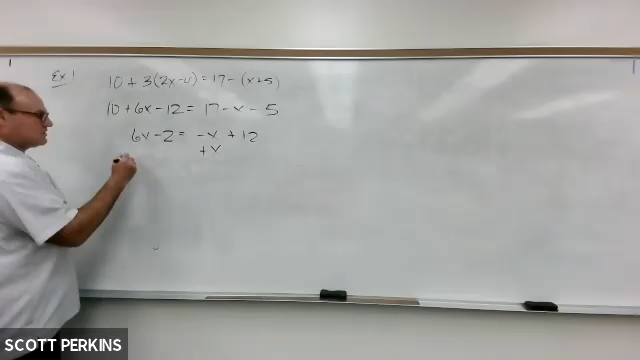 Ex 1
10 + 3(2x-4) = 17 - (x+5)
10 + 6x - 12 = 17 - x - 5
6x - 2 = -x + 12
+x
SCOTT PERKINS